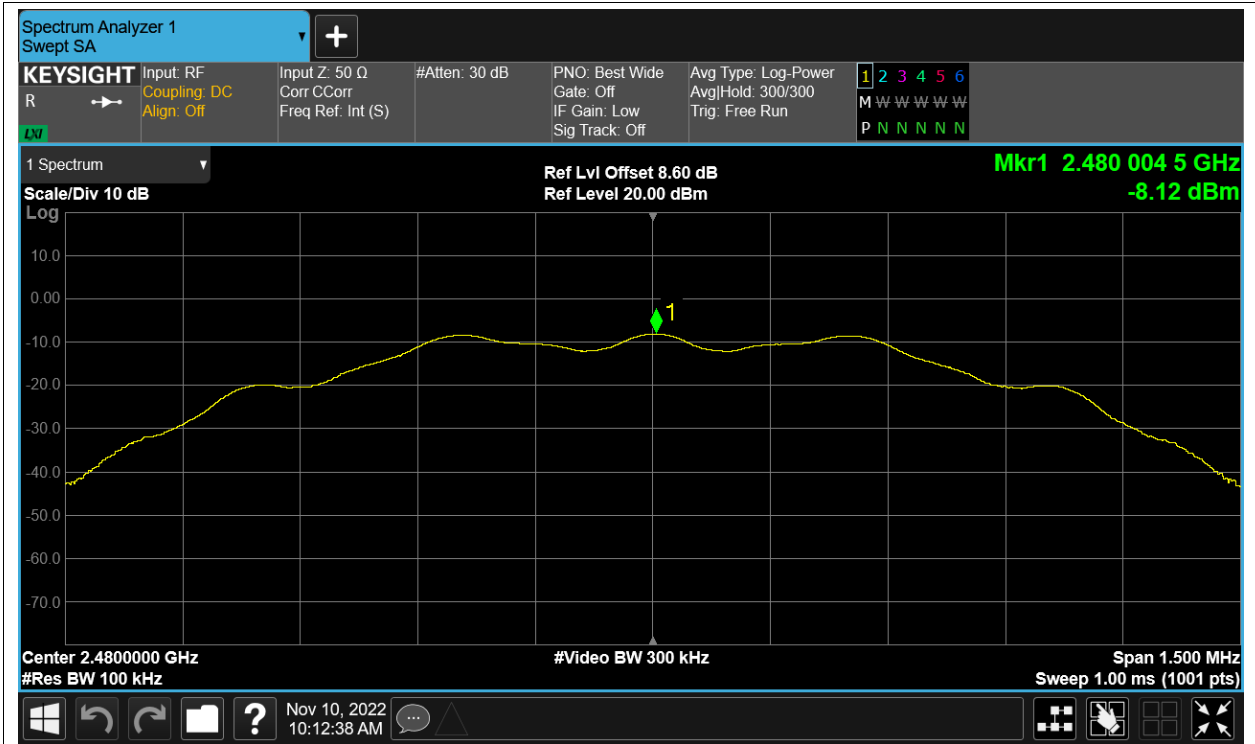 Spectrum Analyzer 1
Swept SA
KEYSIGHT
R
LXI
Input: RF
Coupling: DC
Align: Off
Input Z: 50 Ω
Corr CCorr
Freq Ref: Int (S)
#Atten: 30 dB
PNO: Best Wide
Gate: Off
IF Gain: Low
Sig Track: Off
Avg Type: Log-Power
Avg|Hold: 300/300
Trig: Free Run
1 2 3 4 5 6
M W W W W W
P N N N N N
1 Spectrum
Scale/Div 10 dB
Log
Ref Lvl Offset 8.60 dB
Ref Level 20.00 dBm
Mkr1 2.480 004 5 GHz
-8.12 dBm
10.0
0.00
-10.0
-20.0
-30.0
-40.0
-50.0
-60.0
-70.0
1
Center 2.4800000 GHz
#Res BW 100 kHz
#Video BW 300 kHz
Span 1.500 MHz
Sweep 1.00 ms (1001 pts)
?
Nov 10, 2022
10:12:38 AM